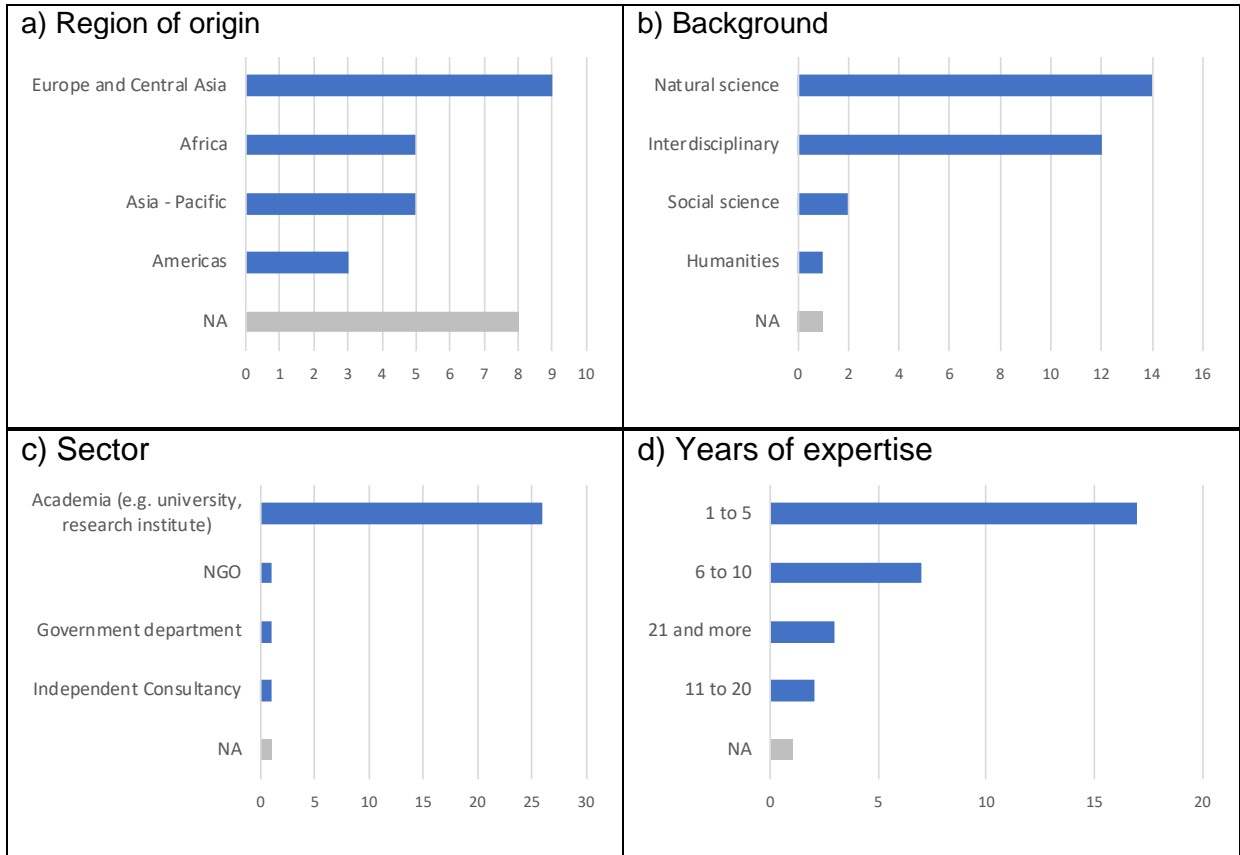 a) Region of origin
Europe and Central Asia
Africa
Asia - Pacific
Americas
NA
0 1 2 3 4 5 6 7 8 9 10
b) Background
Natural science
Interdisciplinary
Social science
Humanities
NA
0 2 4 6 8 10 12 14 16
c) Sector
Academia (e.g. university,
research institute)
NGO
Government department
Independent Consultancy
NA
0 5 10 15 20 25 30
d) Years of expertise
1 to 5
6 to 10
21 and more
11 to 20
NA
0 5 10 15 20